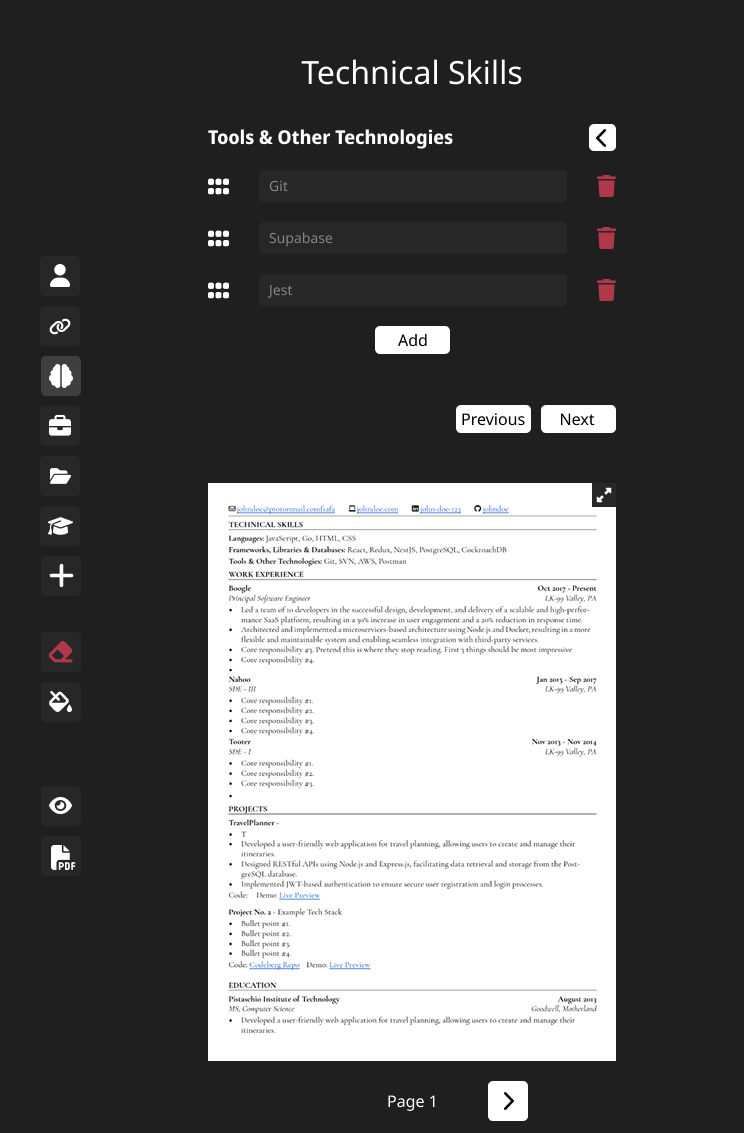 Technical Skills
Tools & Other Technologies
Git
Supabase
Jest
Add
Previous Next
johndoe@protonmail.comfsafa johndoe.com john-doe-123 johndoe
TECHNICAL SKILLS
Languages: JavaScript, Go, HTML, CSS
Frameworks, Libraries & Databases: React, Redux, NestJS, PostgreSQL, CockroachDB
Tools & Other Technologies: Git, SVN, AWS, Postman
WORK EXPERIENCE
Boogle Oct 2017 - Present
Principal Software Engineer LK-99 Valley, PA
• Led a team of 10 developers in the successful design, development, and delivery of a scalable and high-perfor-
mance SaaS platform, resulting in a 30% increase in user engagement and a 20% reduction in response time.
• Architected and implemented a microservices-based architecture using Node.js and Docker, resulting in a more
flexible and maintainable system and enabling seamless integration with third-party services.
• Core responsibility #3. Pretend this is where they stop reading. First 3 things should be most impressive
• Core responsibility #4.
•
Nahoo Jan 2015 - Sep 2017
SDE - III LK-99 Valley, PA
• Core responsibility #1.
• Core responsibility #2.
• Core responsibility #3.
• Core responsibility #4.
Tooter Nov 2013 - Nov 2014
SDE - I LK-99 Valley, PA
• Core responsibility #1.
• Core responsibility #2.
• Core responsibility #3.
•
PROJECTS
TravelPlanner -
• T
• Developed a user-friendly web application for travel planning, allowing users to create and manage their
itineraries.
• Designed RESTful APIs using Node.js and Express.js, facilitating data retrieval and storage from the Post-
greSQL database.
• Implemented JWT-based authentication to ensure secure user registration and login processes.
Code: Demo: Live Preview
Project No. 2 - Example Tech Stack
• Bullet point #1.
• Bullet point #2.
• Bullet point #3.
• Bullet point #4.
Code: Codeberg Repo Demo: Live Preview
EDUCATION
Pistaschio Institute of Technology August 2013
MS, Computer Science Goodwell, Motherland
• Developed a user-friendly web application for travel planning, allowing users to create and manage their
itineraries.
PDF
Page 1